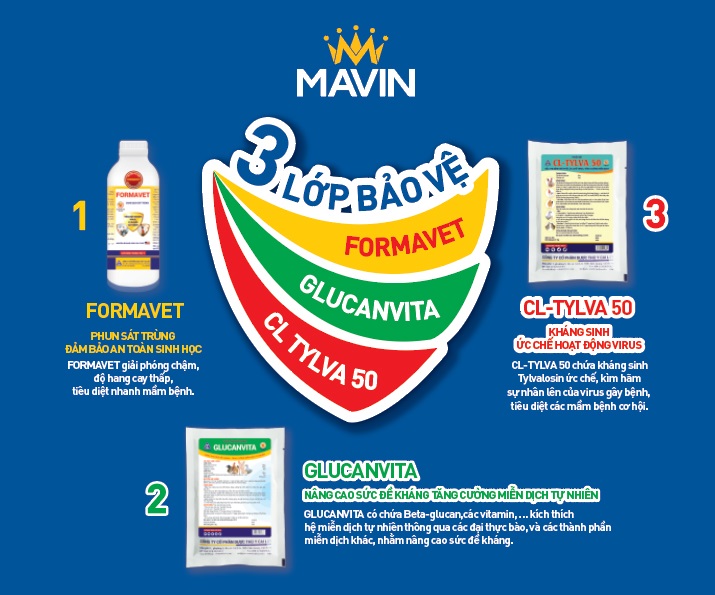 MAVIN
3 LỚP BẢO VỆ
FORMAVET
GLUCANVITA
CL TYLVA 50
1
FORMAVET
FORMAVET
PHUN SÁT TRÙNG
ĐẢM BẢO AN TOÀN SINH HỌC
FORMAVET giải phóng chậm,
độ hang cay thấp,
tiêu diệt nhanh mầm bệnh.
3
CL-TYLVA 50
CL-TYLVA 50
KHÁNG SINH
ỨC CHẾ HOẠT ĐỘNG VIRUS
CL-TYLVA 50 chứa kháng sinh
Tylvalosin ức chế, kìm hãm
sự nhân lên của virus gây bệnh,
tiêu diệt các mầm bệnh cơ hội.
2
GLUCANVITA
GLUCANVITA
NÂNG CAO SỨC ĐỀ KHÁNG TĂNG CƯỜNG MIỄN DỊCH TỰ NHIÊN
GLUCANVITA có chứa Beta-glucan,các vitamin, ... kích thích
hệ miễn dịch tự nhiên thông qua các đại thực bào, và các thành phần
miễn dịch khác, nhằm nâng cao sức đề kháng.